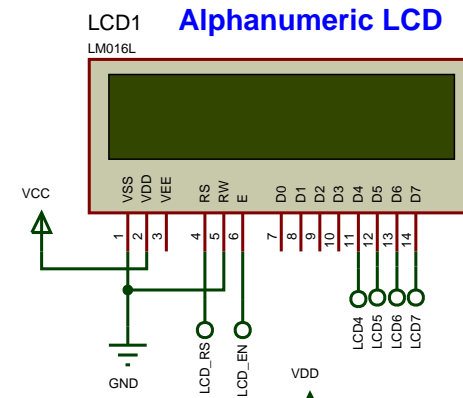 LCD1 Alphanumeric LCD
LM016L
VSS VDD VEE RS RW E D0 D1 D2 D3 D4 D5 D6 D7
VCC
1 2 3 4 5 6 7 8 9 10 11 12 13 14
LCD_RS LCD_EN LCD4 LCD5 LCD6 LCD7
GND
VDD